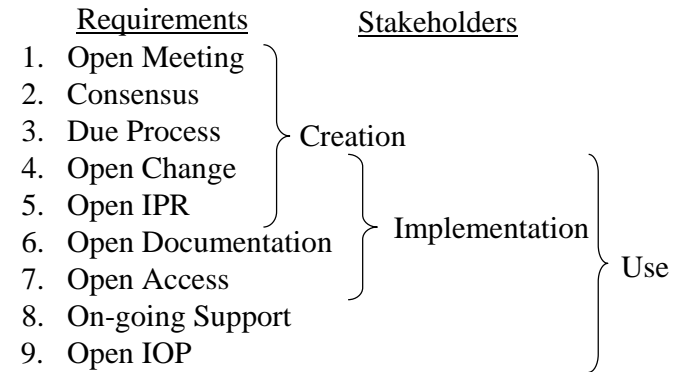 Requirements Stakeholders
1. Open Meeting
2. Consensus
3. Due Process Creation
4. Open Change
5. Open IPR Implementation
6. Open Documentation
7. Open Access Use
8. On-going Support
9. Open IOP